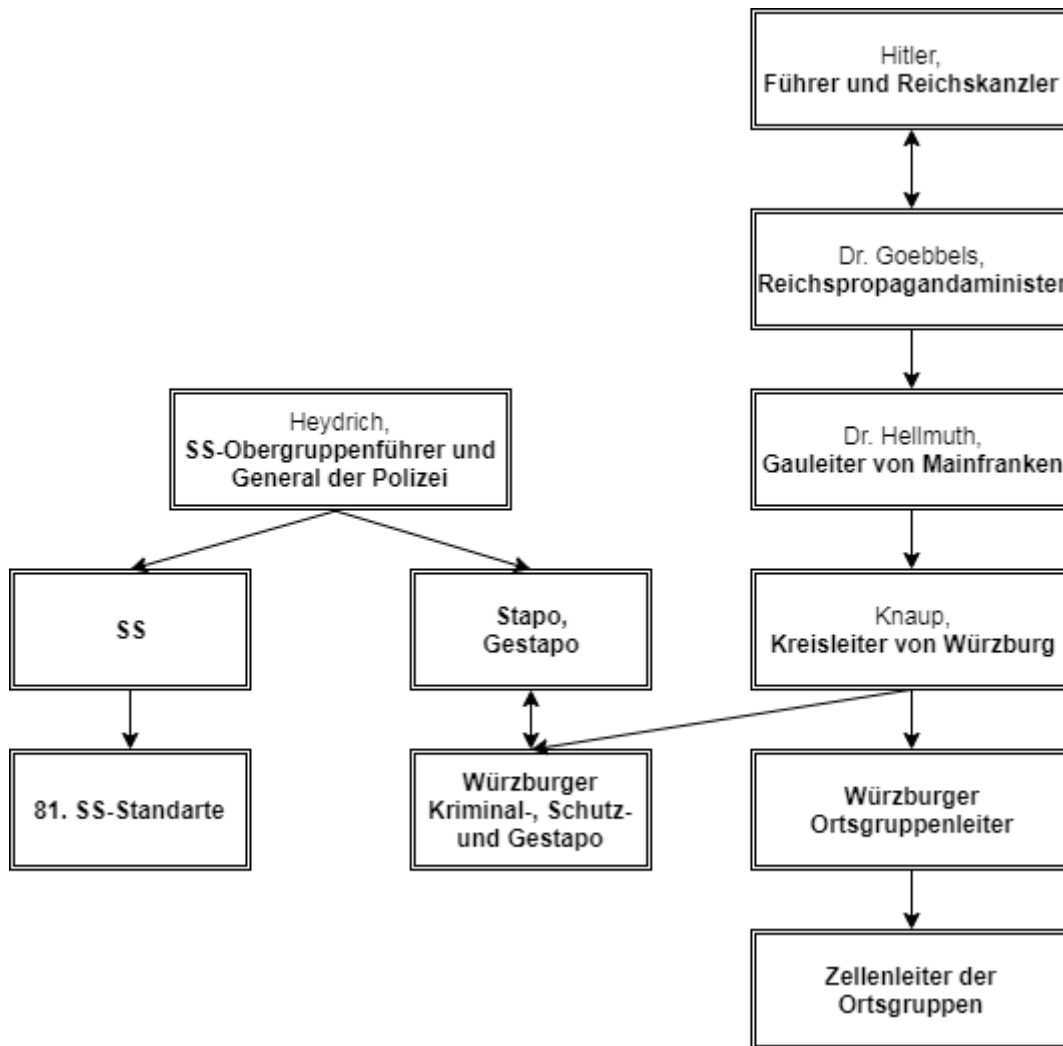 Hitler,
Führer und Reichskanzler
Dr. Goebbels,
Reichspropagandaminister
Heydrich,
SS-Obergruppenführer und
General der Polizei
Dr. Hellmuth,
Gauleiter von Mainfranken
SS
Stapo,
Gestapo
Knaup,
Kreisleiter von Würzburg
81. SS-Standarte
Würzburger
Kriminal-, Schutz-
und Gestapo
Würzburger
Ortsgruppenleiter
Zellenleiter der
Ortsgruppen